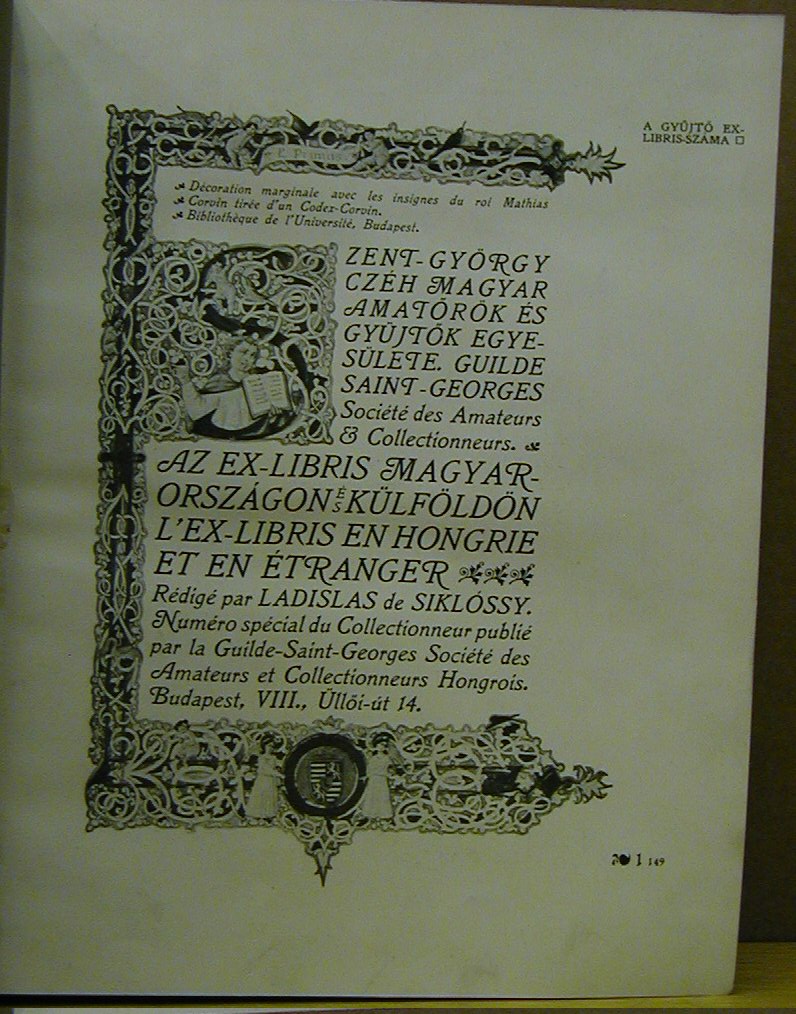 A GYŰJTŐ EX-
LIBRIS-SZÁMA □
Décoration marginale avec les insignes du roi Mathias
Corvin tirée d'un Codex-Corvin.
Bibliothèque de l'Université, Budapest.
SZENT-GYÖRGY
CZÉH MAGYAR
AMATŐRÖK ÉS
GYŰJTŐK EGYE-
SÜLETE. GUILDE
SAINT-GEORGES
Société des Amateurs
& Collectionneurs.
AZ EX-LIBRIS MAGYAR-
ORSZÁGON ÉS KÜLFÖLDÖN
L'EX-LIBRIS EN HONGRIE
ET EN ÉTRANGER
Rédigé par LADISLAS de SIKLÓSSY.
Numéro spécial du Collectionneur publié
par la Guilde-Saint-Georges Société des
Amateurs et Collectionneurs Hongrois.
Budapest, VIII., Üllői-út 14.
1 149